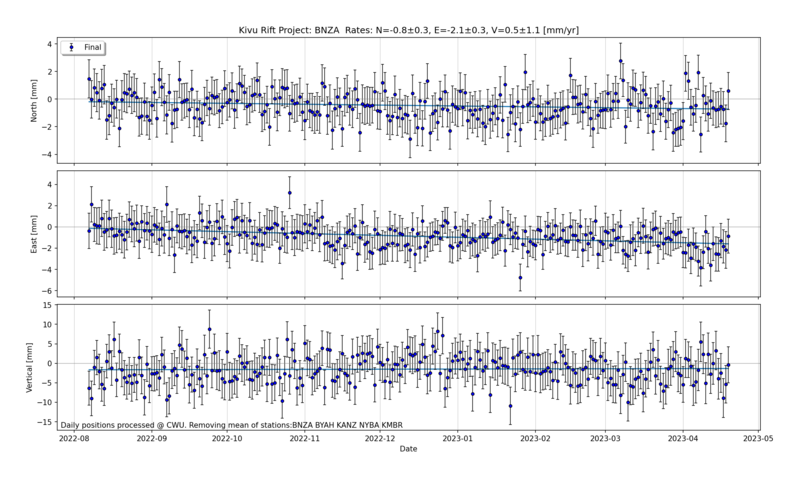 Kivu Rift Project: BNZA  Rates: N=-0.8±0.3, E=-2.1±0.3, V=0.5±1.1 [mm/yr]
Final
North [mm]
4
2
0
−2
−4
East [mm]
4
2
0
−2
−4
−6
Vertical [mm]
15
10
5
0
−5
−10
−15
Daily positions processed @ CWU. Removing mean of stations:BNZA BYAH KANZ NYBA KMBR
2022-08 2022-09 2022-10 2022-11 2022-12 2023-01 2023-02 2023-03 2023-04 2023-05
Date